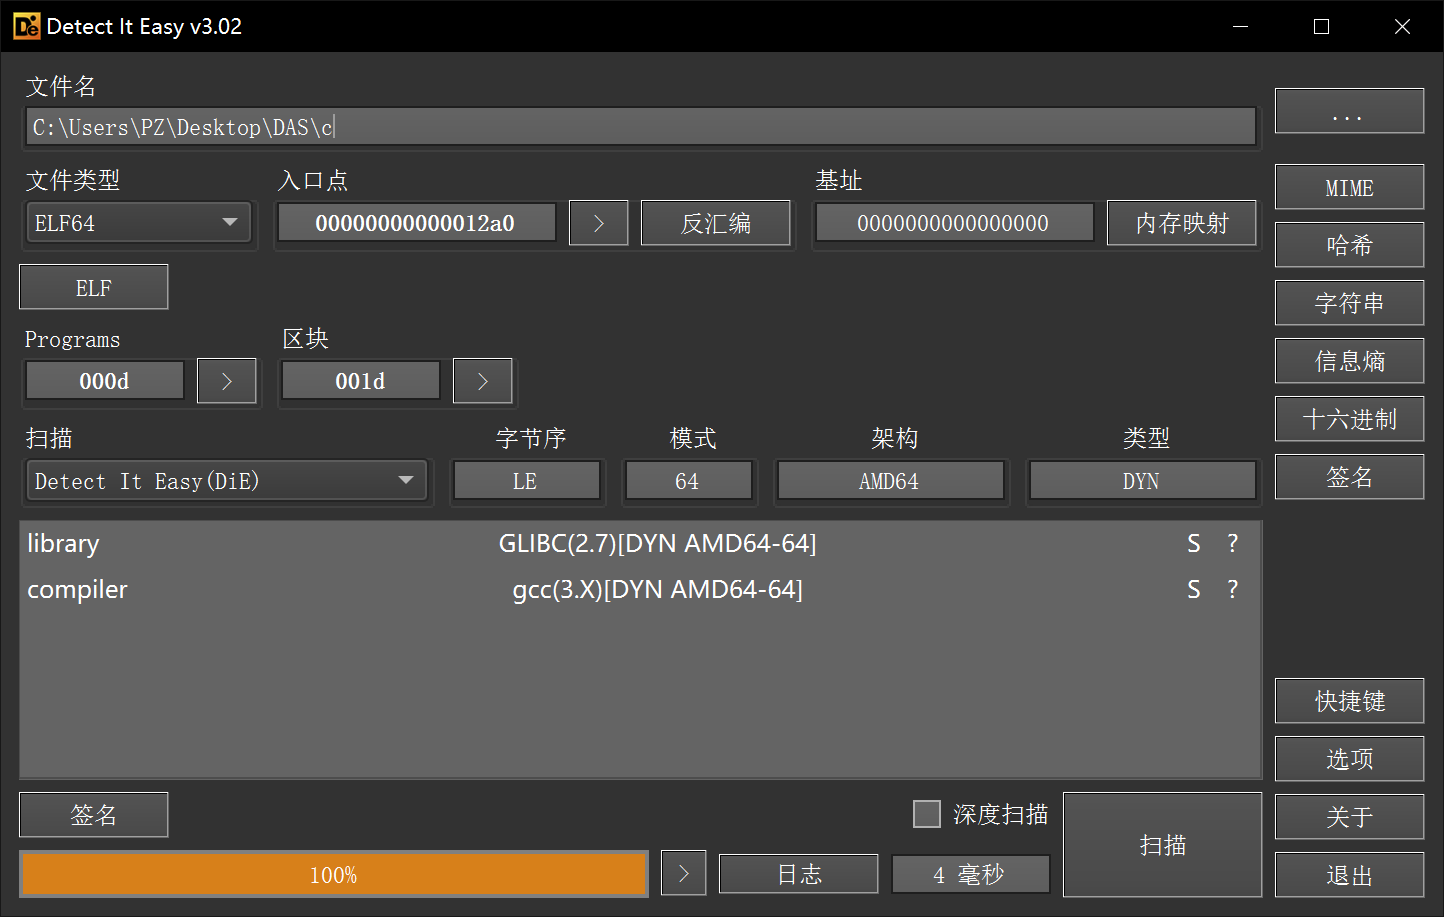 Detect It Easy v3.02
文件名
C:\Users\PZ\Desktop\DAS\c
...
文件类型 入口点 基址
ELF64 00000000000012a0 > 反汇编 0000000000000000 内存映射
MIME
哈希
ELF
字符串
Programs 区块
000d > 001d >
信息熵
十六进制
扫描 字节序 模式 架构 类型
Detect It Easy(DiE) LE 64 AMD64 DYN
签名
library GLIBC(2.7)[DYN AMD64-64] S ?
compiler gcc(3.X)[DYN AMD64-64] S ?
快捷键
选项
签名 深度扫描 扫描
关于
100% > 日志 4 毫秒
退出